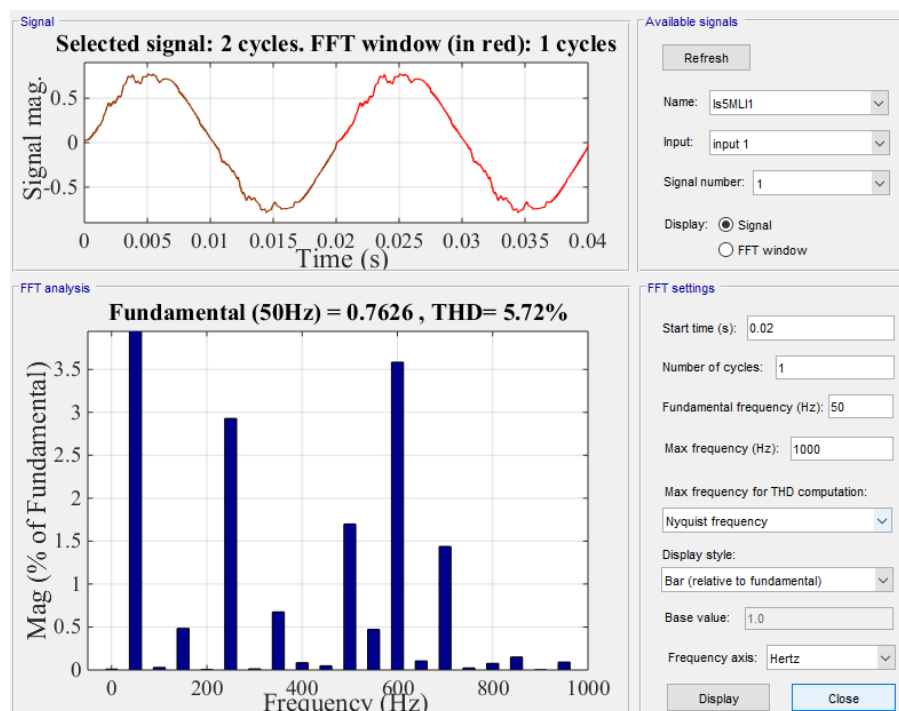 Signal
Selected signal: 2 cycles. FFT window (in red): 1 cycles
Signal mag.
0.5
0
-0.5
0 0.005 0.01 0.015 0.02 0.025 0.03 0.035 0.04
Time (s)
Available signals
Refresh
Name: Is5MLI1
Input: input 1
Signal number: 1
Display: Signal
FFT window
FFT analysis
Fundamental (50Hz) = 0.7626 , THD= 5.72%
Mag (% of Fundamental)
3.5
3
2.5
2
1.5
1
0.5
0
0 200 400 600 800 1000
Frequency (Hz)
FFT settings
Start time (s): 0.02
Number of cycles: 1
Fundamental frequency (Hz): 50
Max frequency (Hz): 1000
Max frequency for THD computation:
Nyquist frequency
Display style:
Bar (relative to fundamental)
Base value: 1.0
Frequency axis: Hertz
Display Close